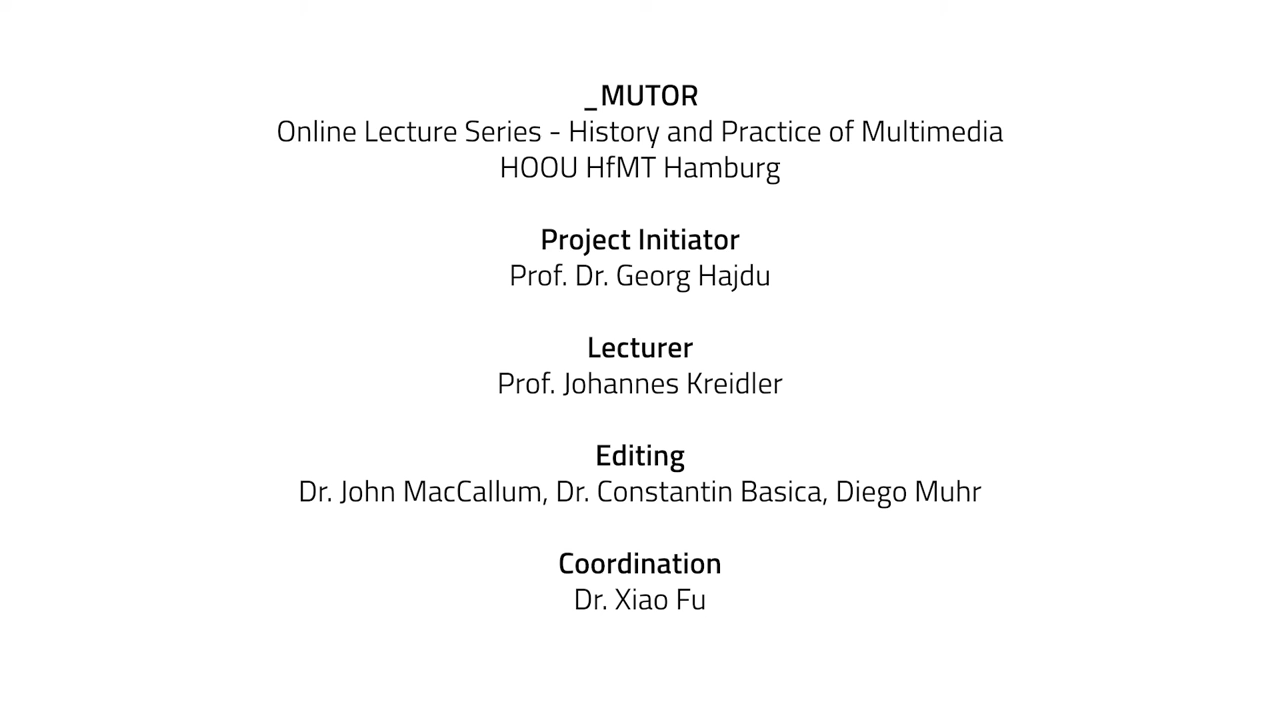 _MUTOR
Online Lecture Series - History and Practice of Multimedia
HOOU HfMT Hamburg
Project Initiator
Prof. Dr. Georg Hajdu
Lecturer
Prof. Johannes Kreidler
Editing
Dr. John MacCallum, Dr. Constantin Basica, Diego Muhr
Coordination
Dr. Xiao Fu